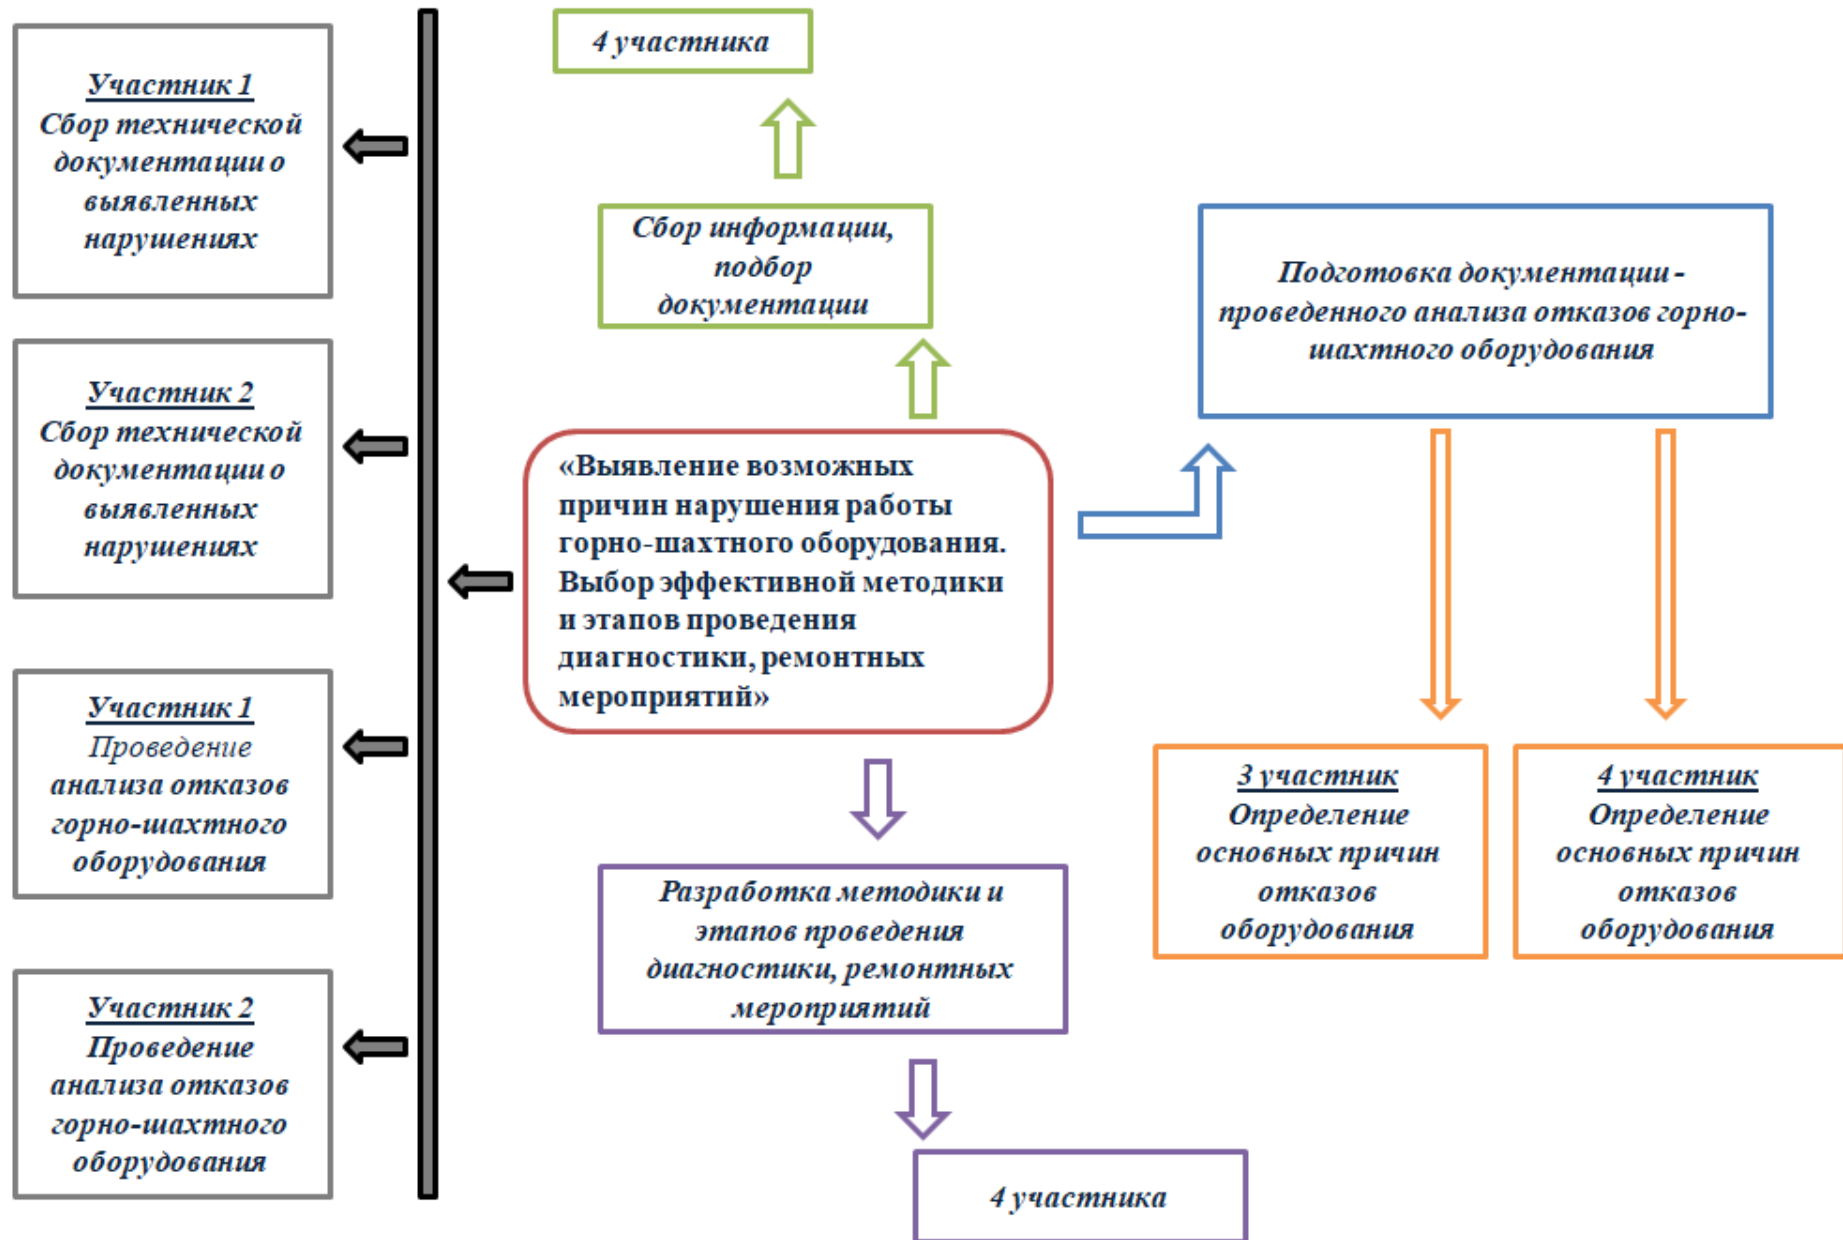 Участник 1
Сбор технической
документации о
выявленных
нарушениях
Участник 2
Сбор технической
документации о
выявленных
нарушениях
Участник 1
Проведение
анализа отказов
горно-шахтного
оборудования
Участник 2
Проведение
анализа отказов
горно-шахтного
оборудования
4 участника
Сбор информации,
подбор
документации
«Выявление возможных
причин нарушения работы
горно-шахтного оборудования.
Выбор эффективной методики
и этапов проведения
диагностики, ремонтных
мероприятий»
Разработка методики и
этапов проведения
диагностики, ремонтных
мероприятий
4 участника
Подготовка документации -
проведенного анализа отказов горно-
шахтного оборудования
3 участник
Определение
основных причин
отказов
оборудования
4 участник
Определение
основных причин
отказов
оборудования